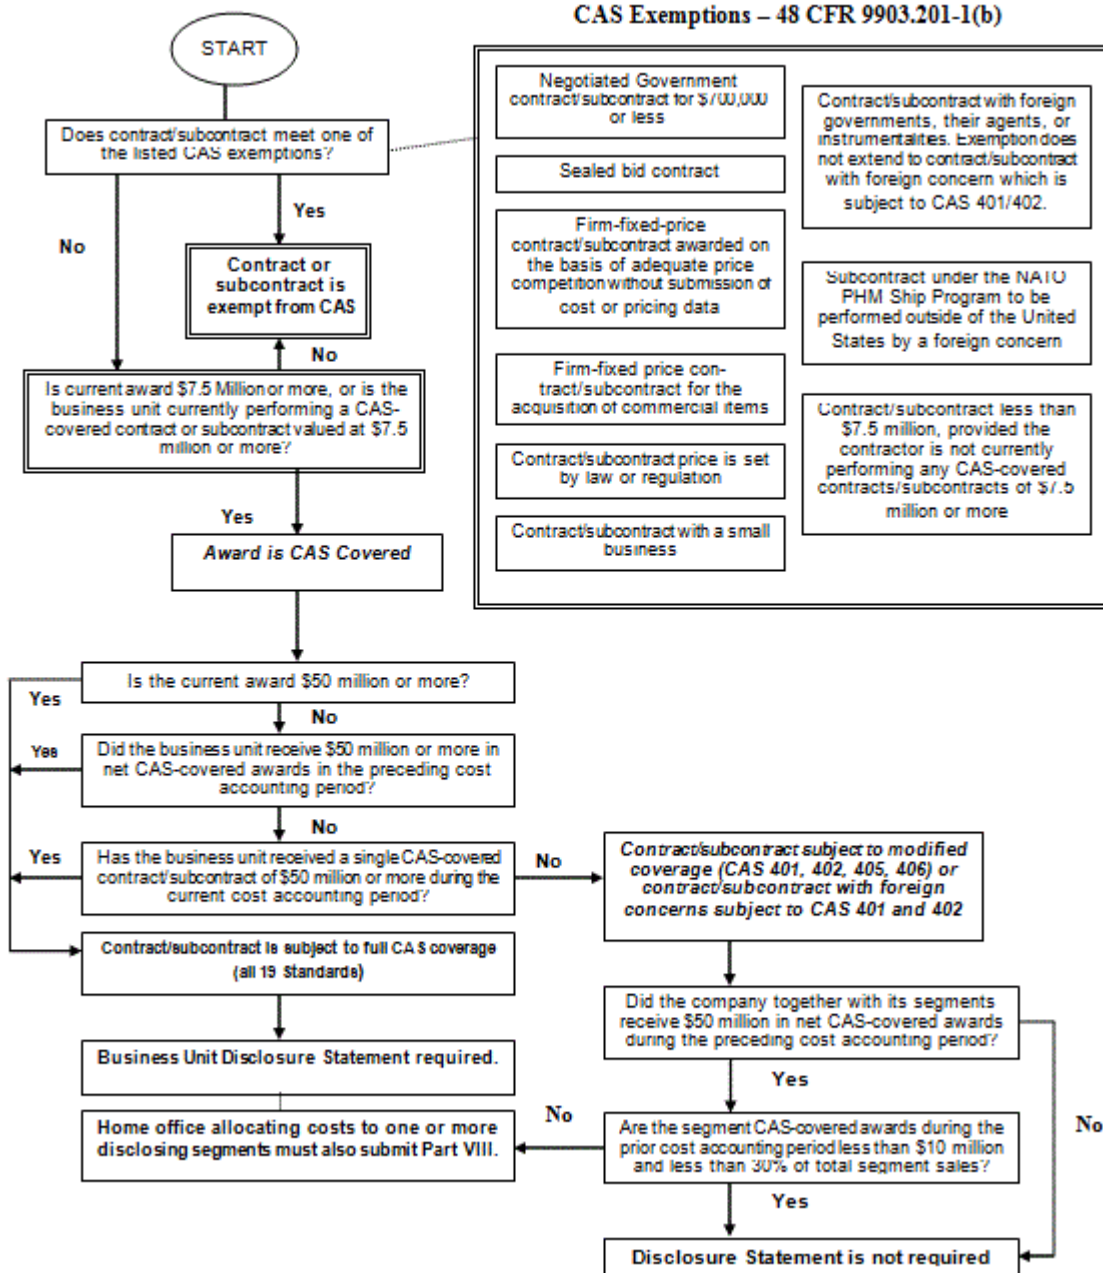 CAS Exemptions – 48 CFR 9903.201-1(b)
START
Does contract/subcontract meet one of
the listed CAS exemptions?
Yes
No
Contract or
subcontract is
exempt from CAS
No
Is current award $7.5 Million or more, or is the
business unit currently performing a CAS-
covered contract or subcontract valued at $7.5
million or more?
Yes
Award is CAS Covered
Negotiated Government
contract/subcontract for $700,000
or less
Sealed bid contract
Firm-fixed-price
contract/subcontract awarded on
the basis of adequate price
competition without submission of
cost or pricing data
Firm-fixed price con-
tract/subcontract for the
acquisition of commercial items
Contract/subcontract price is set
by law or regulation
Contract/subcontract with a small
business
Contract/subcontract with foreign
governments, their agents, or
instrumentalities. Exemption does
not extend to contract/subcontract
with foreign concern which is
subject to CAS 401/402.
Subcontract under the NATO
PHM Ship Program to be
performed outside of the United
States by a foreign concern
Contract/subcontract less than
$7.5 million, provided the
contractor is not currently
performing any CAS-covered
contracts/subcontracts of $7.5
million or more
Is the current award $50 million or more?
Yes
No
Did the business unit receive $50 million or more in
net CAS-covered awards in the preceding cost
accounting period?
Yes
No
Has the business unit received a single CAS-covered
contract/subcontract of $50 million or more during the
current cost accounting period?
Yes
No
Contract/subcontract subject to modified
coverage (CAS 401, 402, 405, 406) or
contract/subcontract with foreign
concerns subject to CAS 401 and 402
Contract/subcontract is subject to full CAS coverage
(all 19 Standards)
Business Unit Disclosure Statement required.
Home office allocating costs to one or more
disclosing segments must also submit Part VIII.
Did the company together with its segments
receive $50 million in net CAS-covered awards
during the preceding cost accounting period?
Yes
No
No
Are the segment CAS-covered awards during the
prior cost accounting period less than $10 million
and less than 30% of total segment sales?
Yes
Disclosure Statement is not required